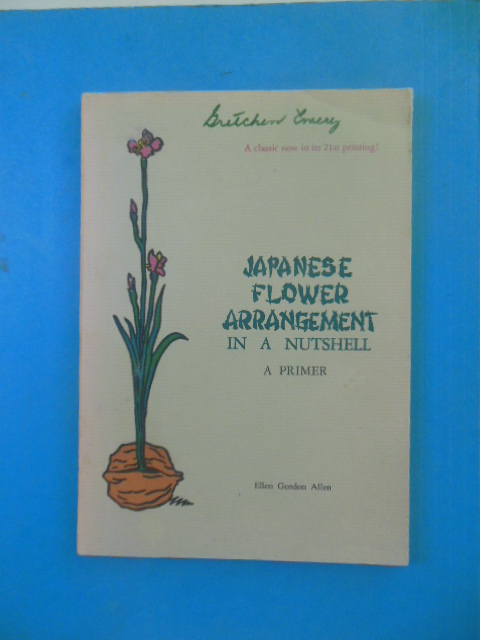 Gretchen Emery
A classic now in its 21st printing!
JAPANESE
FLOWER
ARRANGEMENT
IN A NUTSHELL
A PRIMER
Ellen Gordon Allen